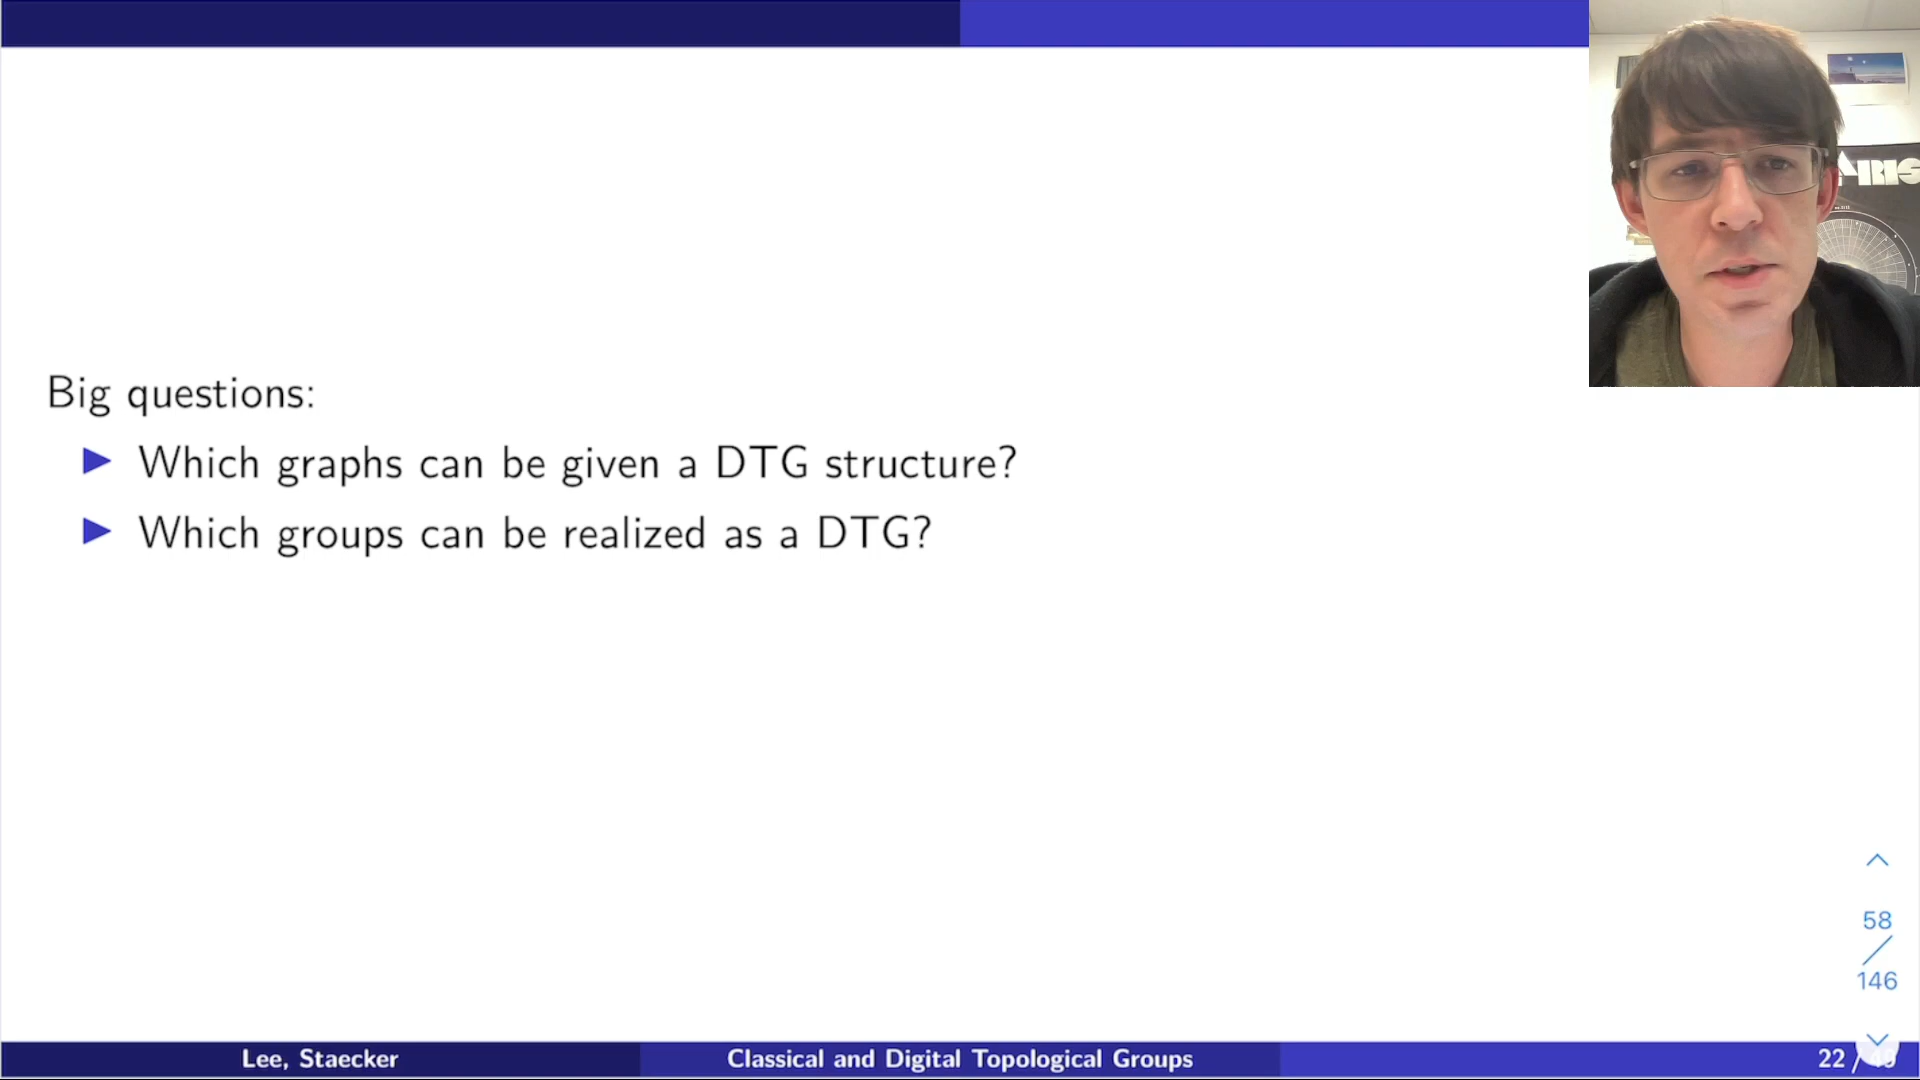 Big questions:
Which graphs can be given a DTG structure?
Which groups can be realized as a DTG?
58
146
Lee, Staecker
Classical and Digital Topological Groups
22 /